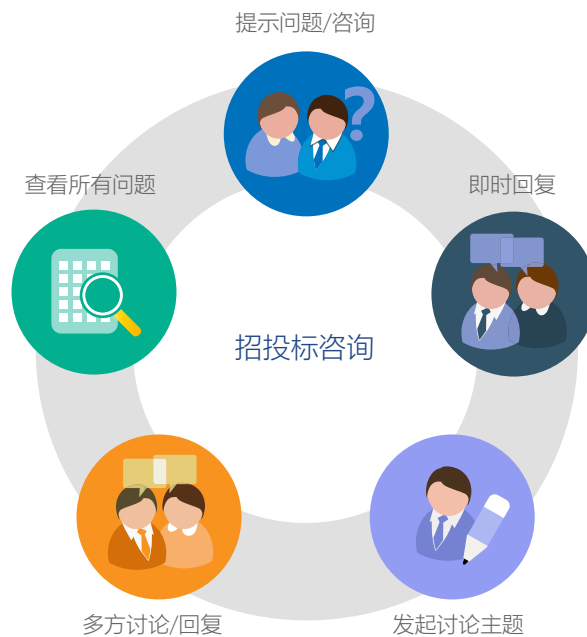 提示问题/咨询
查看所有问题
即时回复
招投标咨询
多方讨论/回复
发起讨论主题